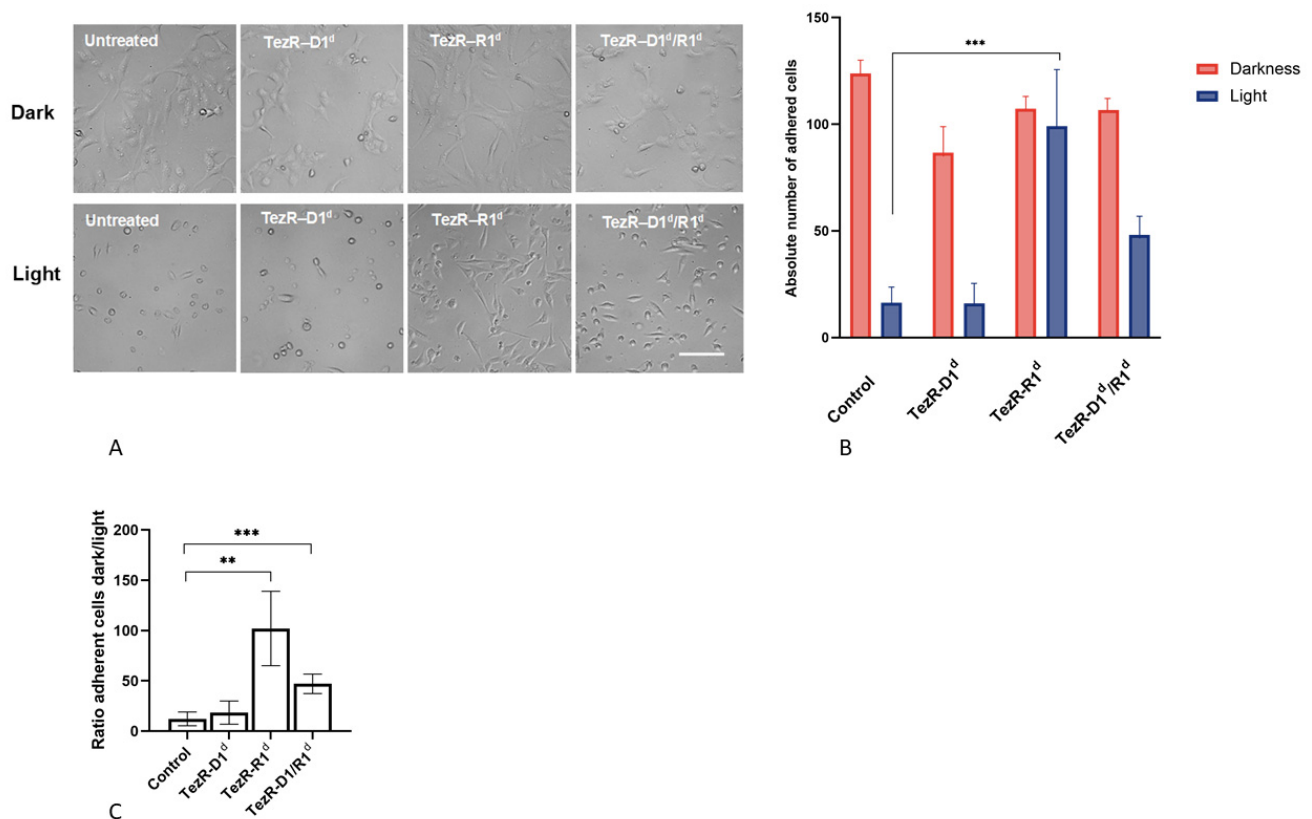 Untreated TezR–D1ᵈ TezR–R1ᵈ TezR–D1ᵈ/R1ᵈ
Dark
Untreated TezR–D1ᵈ TezR–R1ᵈ TezR–D1ᵈ/R1ᵈ
Light
A
150
100
50
0
Absolute number of adhered cells
***
Darkness
Light
Control
TezR-D1ᵈ
TezR-R1ᵈ
TezR-D1ᵈ/R1ᵈ
B
200
150
100
50
0
Ratio adherent cells dark/light
***
**
Control
TezR-D1ᵈ
TezR-R1ᵈ
TezR-D1/R1ᵈ
C